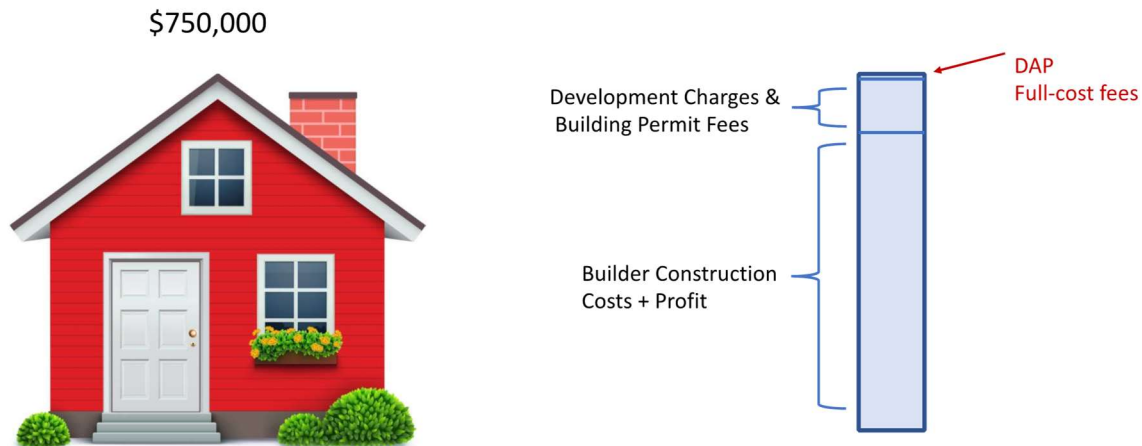 $750,000
Development Charges &
Building Permit Fees
DAP
Full-cost fees
Builder Construction
Costs + Profit